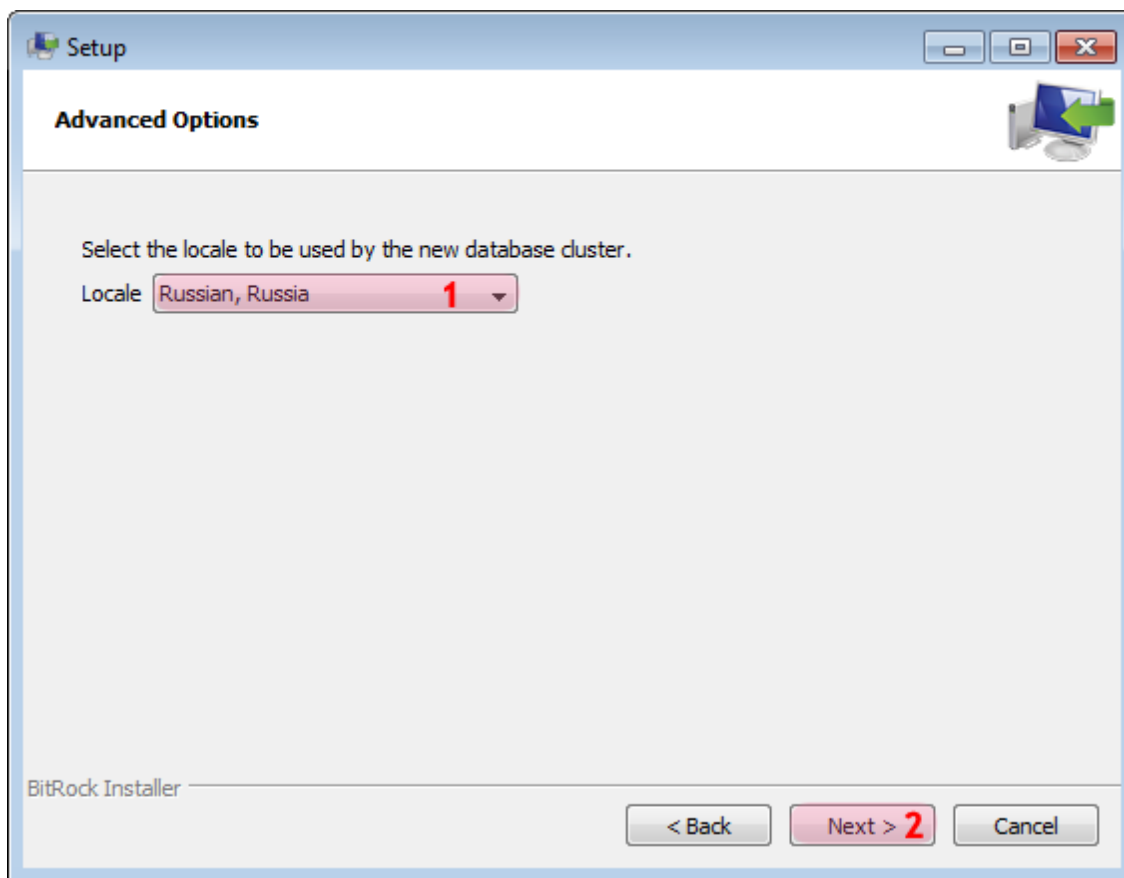 Setup
Advanced Options
Select the locale to be used by the new database cluster.
Locale Russian, Russia 1
BitRock Installer
< Back Next > 2 Cancel